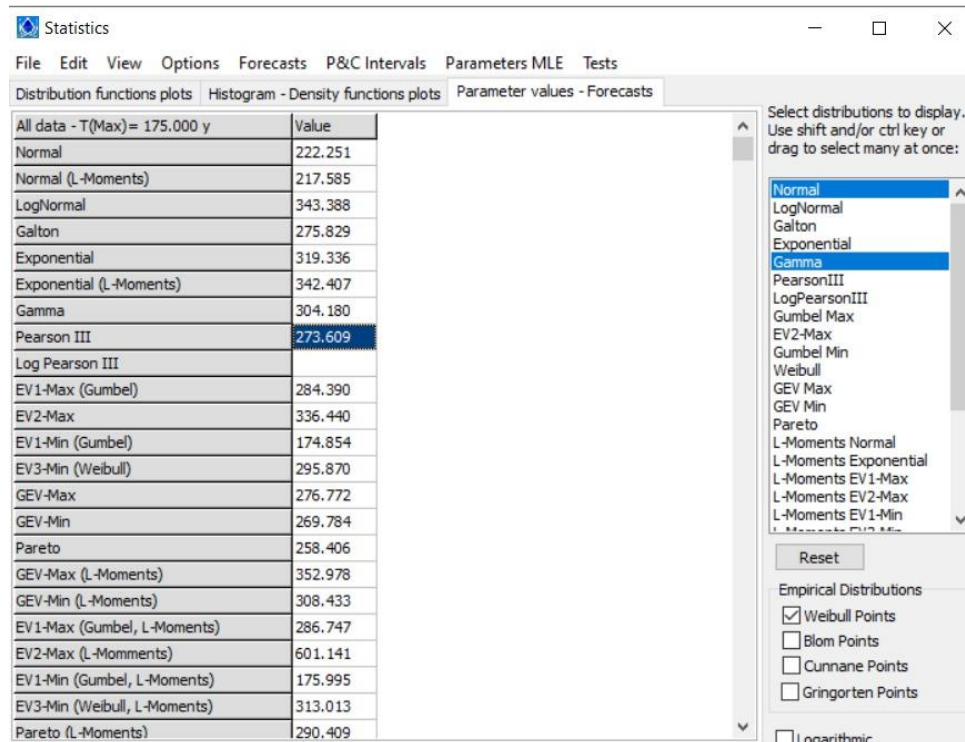 Statistics
File Edit View Options Forecasts P&C Intervals Parameters MLE Tests
Distribution functions plots Histogram - Density functions plots Parameter values - Forecasts
All data - T(Max)= 175.000 y Value
Normal 222.251
Normal (L-Moments) 217.585
LogNormal 343.388
Galton 275.829
Exponential 319.336
Exponential (L-Moments) 342.407
Gamma 304.180
Pearson III 273.609
Log Pearson III
EV1-Max (Gumbel) 284.390
EV2-Max 336.440
EV1-Min (Gumbel) 174.854
EV3-Min (Weibull) 295.870
GEV-Max 276.772
GEV-Min 269.784
Pareto 258.406
GEV-Max (L-Moments) 352.978
GEV-Min (L-Moments) 308.433
EV1-Max (Gumbel, L-Moments) 286.747
EV2-Max (L-Momments) 601.141
EV1-Min (Gumbel, L-Moments) 175.995
EV3-Min (Weibull, L-Moments) 313.013
Pareto (L-Moments) 290.409
Select distributions to display.
Use shift and/or ctrl key or
drag to select many at once:
Normal
LogNormal
Galton
Exponential
Gamma
PearsonIII
LogPearsonIII
Gumbel Max
EV2-Max
Gumbel Min
Weibull
GEV Max
GEV Min
Pareto
L-Moments Normal
L-Moments Exponential
L-Moments EV1-Max
L-Moments EV2-Max
L-Moments EV1-Min
L-Moments EV3-Min
Reset
Empirical Distributions
Weibull Points
Blom Points
Cunnane Points
Gringorten Points
Logarithmic